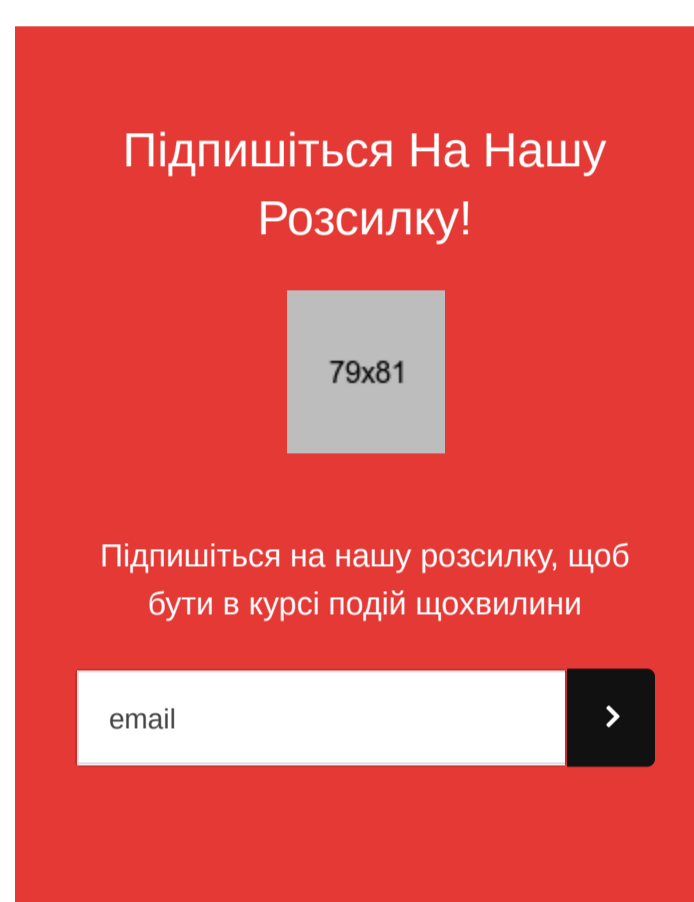 Підпишіться На Нашу
Розсилку!
79x81
Підпишіться на нашу розсилку, щоб
бути в курсі подій щохвилини
email